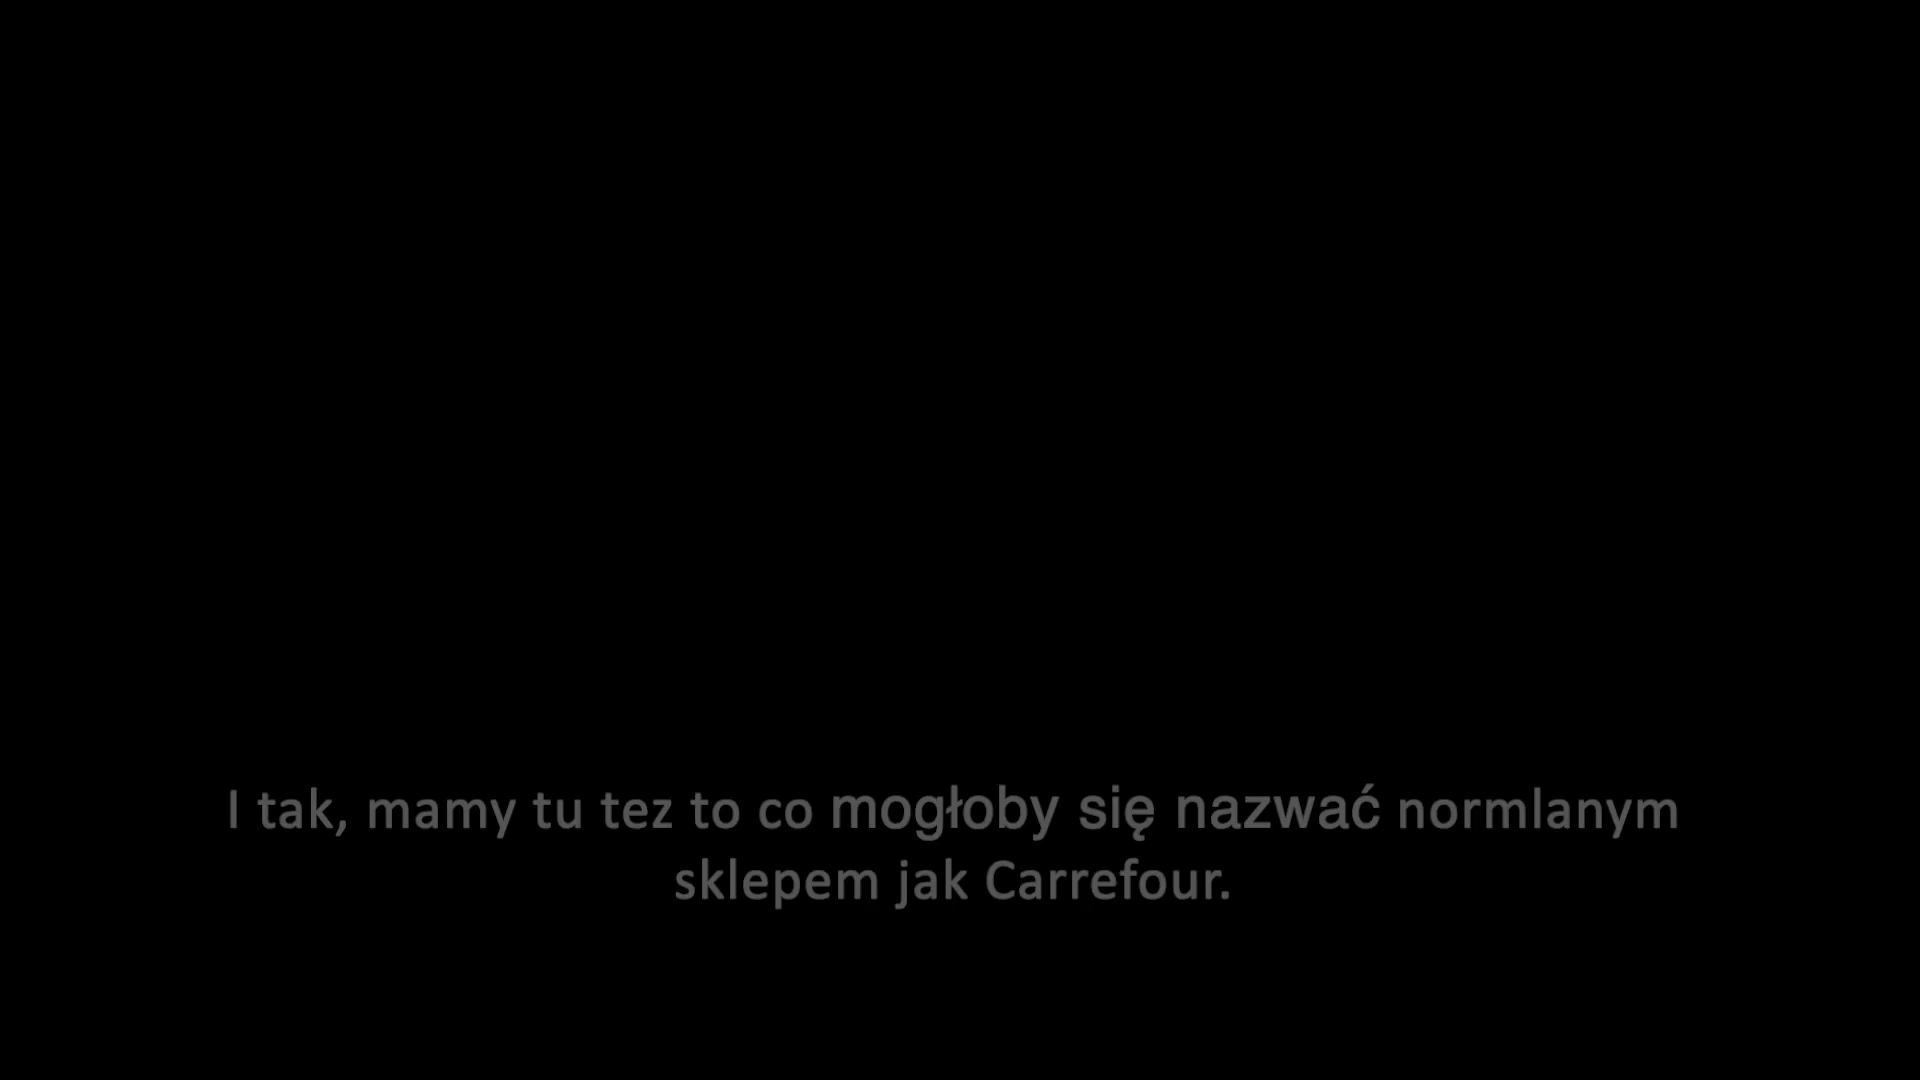 I tak, mamy tu tez to co mogłoby się nazwać normlanym
sklepem jak Carrefour.